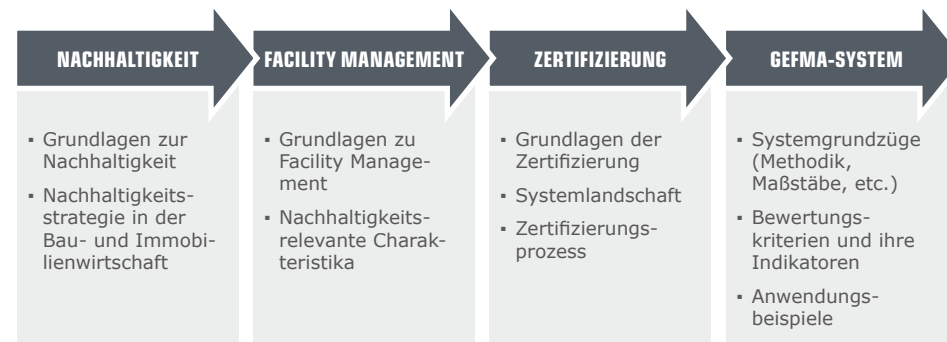 NACHHALTIGKEIT
▪ Grundlagen zur
Nachhaltigkeit
▪ Nachhaltigkeits-
strategie in der
Bau- und Immobi-
lienwirtschaft
FACILITY MANAGEMENT
▪ Grundlagen zu
Facility Manage-
ment
▪ Nachhaltigkeits-
relevante Charak-
teristika
ZERTIFIZIERUNG
▪ Grundlagen der
Zertifizierung
▪ Systemlandschaft
▪ Zertifizierungs-
prozess
GEFMA-SYSTEM
▪ Systemgrundzüge
(Methodik,
Maßstäbe, etc.)
▪ Bewertungs-
kriterien und ihre
Indikatoren
▪ Anwendungs-
beispiele